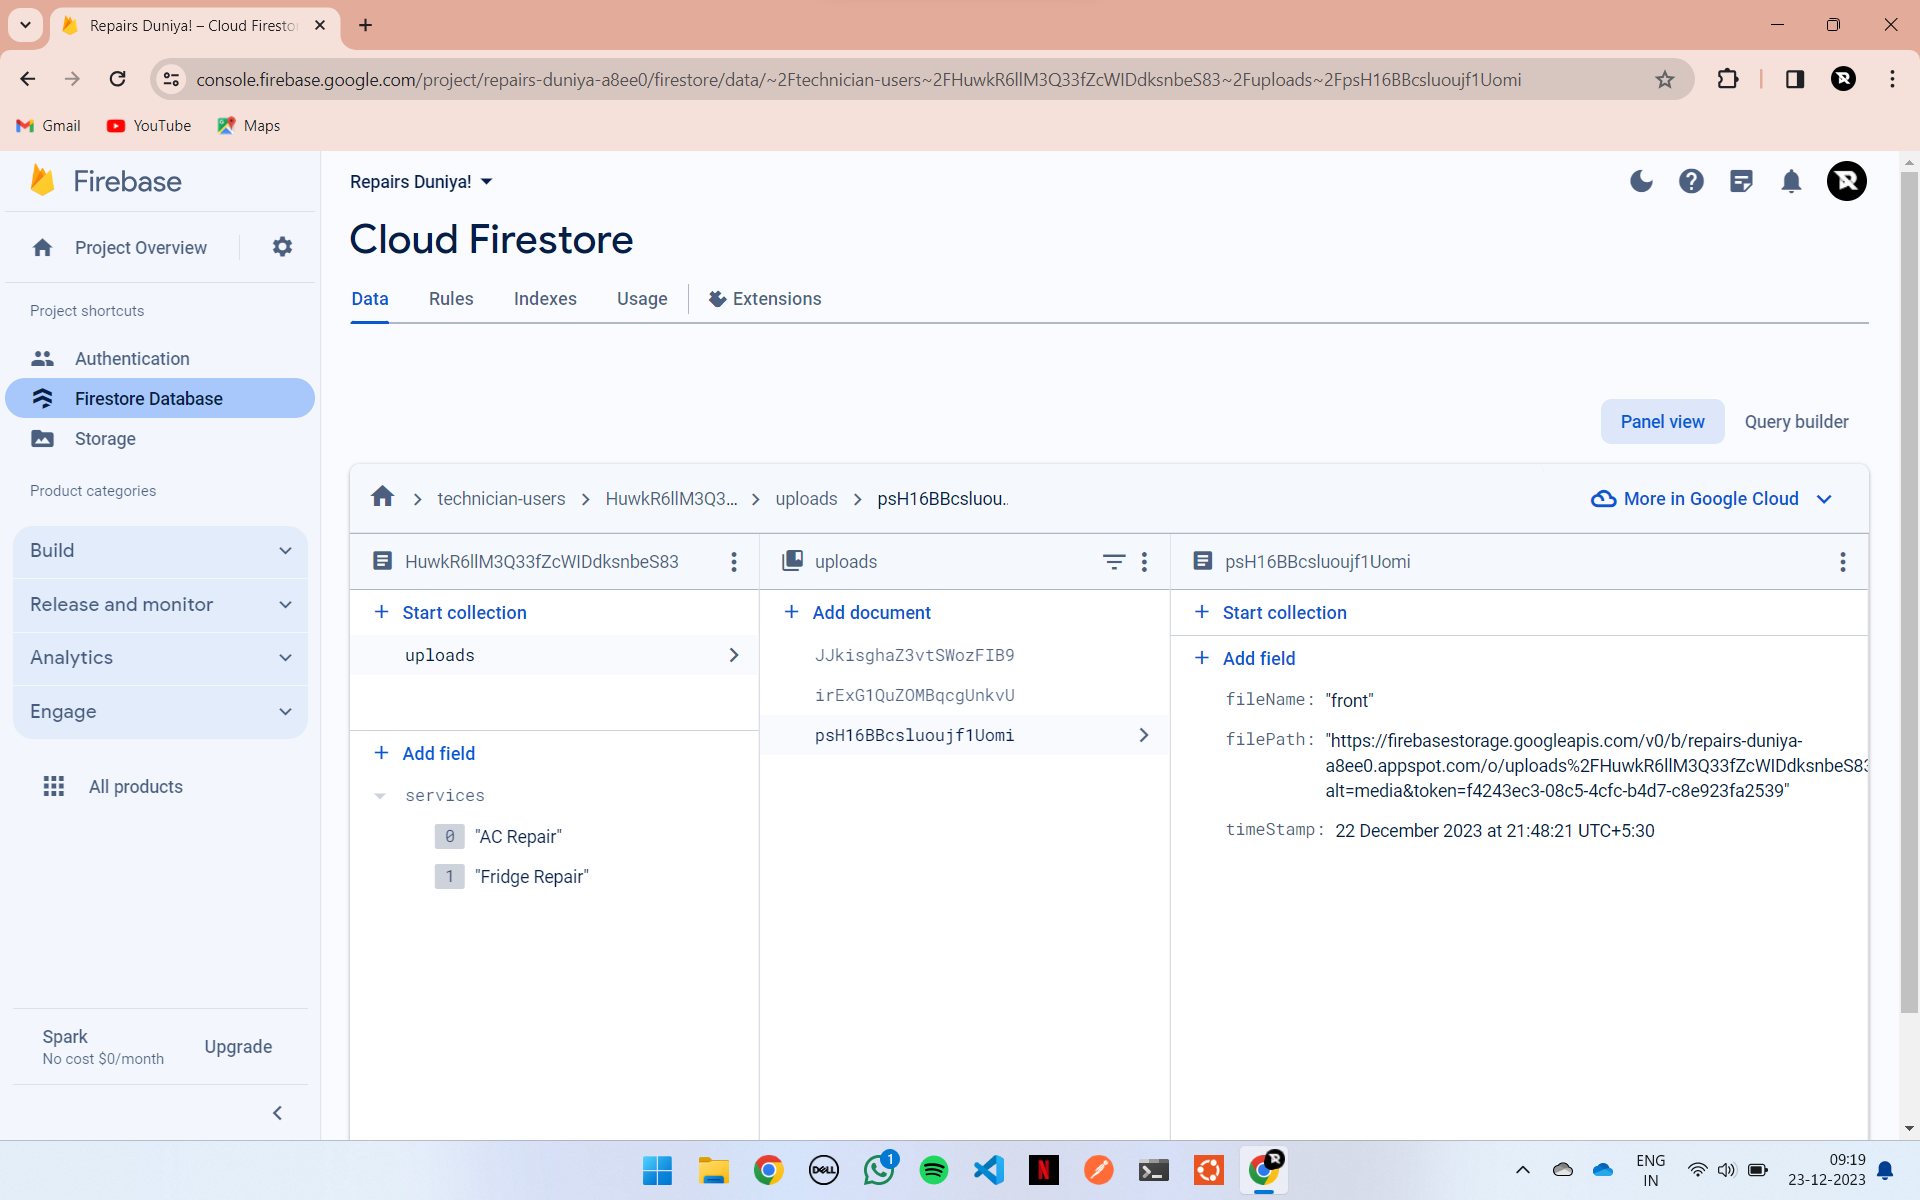 Repairs Duniya! – Cloud Firesto
console.firebase.google.com/project/repairs-duniya-a8ee0/firestore/data/~2Ftechnician-users~2FHuwkR6llM3Q33fZcWIDdksnbeS83~2Fuploads~2FpsH16BBcsluoujf1Uomi
Gmail
YouTube
Maps
Firebase
Repairs Duniya!
Project Overview
Cloud Firestore
Data
Rules
Indexes
Usage
Extensions
Project shortcuts
Authentication
Firestore Database
Storage
Product categories
Build
Release and monitor
Analytics
Engage
All products
Spark
No cost $0/month
Upgrade
Panel view
Query builder
technician-users
HuwkR6llM3Q3...
uploads
psH16BBcsluou..
More in Google Cloud
HuwkR6llM3Q33fZcWIDdksnbeS83
Start collection
uploads
Add field
services
0 "AC Repair"
1 "Fridge Repair"
uploads
Add document
JJkisghaZ3vtSWozFIB9
irExG1QuZOMBqcgUnkvU
psH16BBcsluoujf1Uomi
psH16BBcsluoujf1Uomi
Start collection
Add field
fileName: "front"
filePath: "https://firebasestorage.googleapis.com/v0/b/repairs-duniya-
a8ee0.appspot.com/o/uploads%2FHuwkR6llM3Q33fZcWIDdksnbeS83
alt=media&token=f4243ec3-08c5-4cfc-b4d7-c8e923fa2539"
timeStamp: 22 December 2023 at 21:48:21 UTC+5:30
DELL
1
N
ENG
IN
09:19
23-12-2023